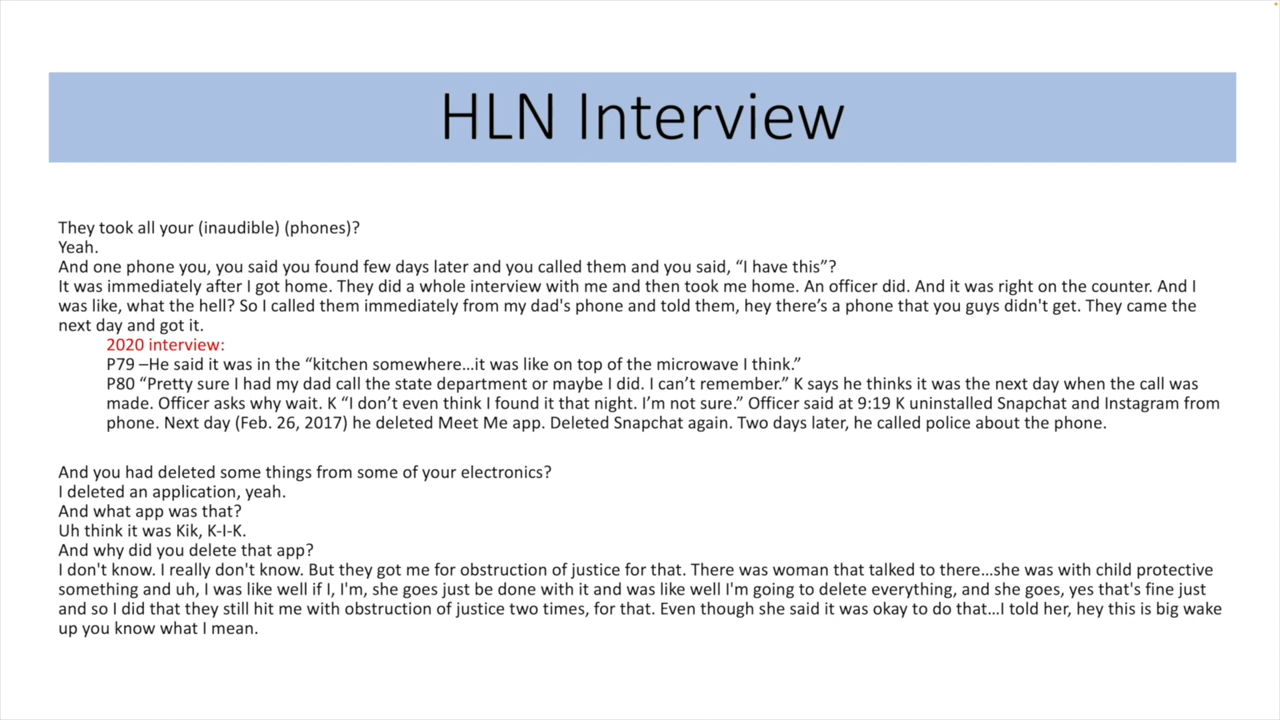 HLN Interview
They took all your (inaudible) (phones)?
Yeah.
And one phone you, you said you found few days later and you called them and you said, “I have this”?
It was immediately after I got home. They did a whole interview with me and then took me home. An officer did. And it was right on the counter. And I
was like, what the hell? So I called them immediately from my dad's phone and told them, hey there’s a phone that you guys didn't get. They came the
next day and got it.
2020 interview:
P79 –He said it was in the “kitchen somewhere…it was like on top of the microwave I think.”
P80 “Pretty sure I had my dad call the state department or maybe I did. I can’t remember.” K says he thinks it was the next day when the call was
made. Officer asks why wait. K “I don’t even think I found it that night. I’m not sure.” Officer said at 9:19 K uninstalled Snapchat and Instagram from
phone. Next day (Feb. 26, 2017) he deleted Meet Me app. Deleted Snapchat again. Two days later, he called police about the phone.
And you had deleted some things from some of your electronics?
I deleted an application, yeah.
And what app was that?
Uh think it was Kik, K-I-K.
And why did you delete that app?
I don't know. I really don't know. But they got me for obstruction of justice for that. There was woman that talked to there…she was with child protective
something and uh, I was like well if I, I'm, she goes just be done with it and was like well I'm going to delete everything, and she goes, yes that's fine just
and so I did that they still hit me with obstruction of justice two times, for that. Even though she said it was okay to do that…I told her, hey this is big wake
up you know what I mean.